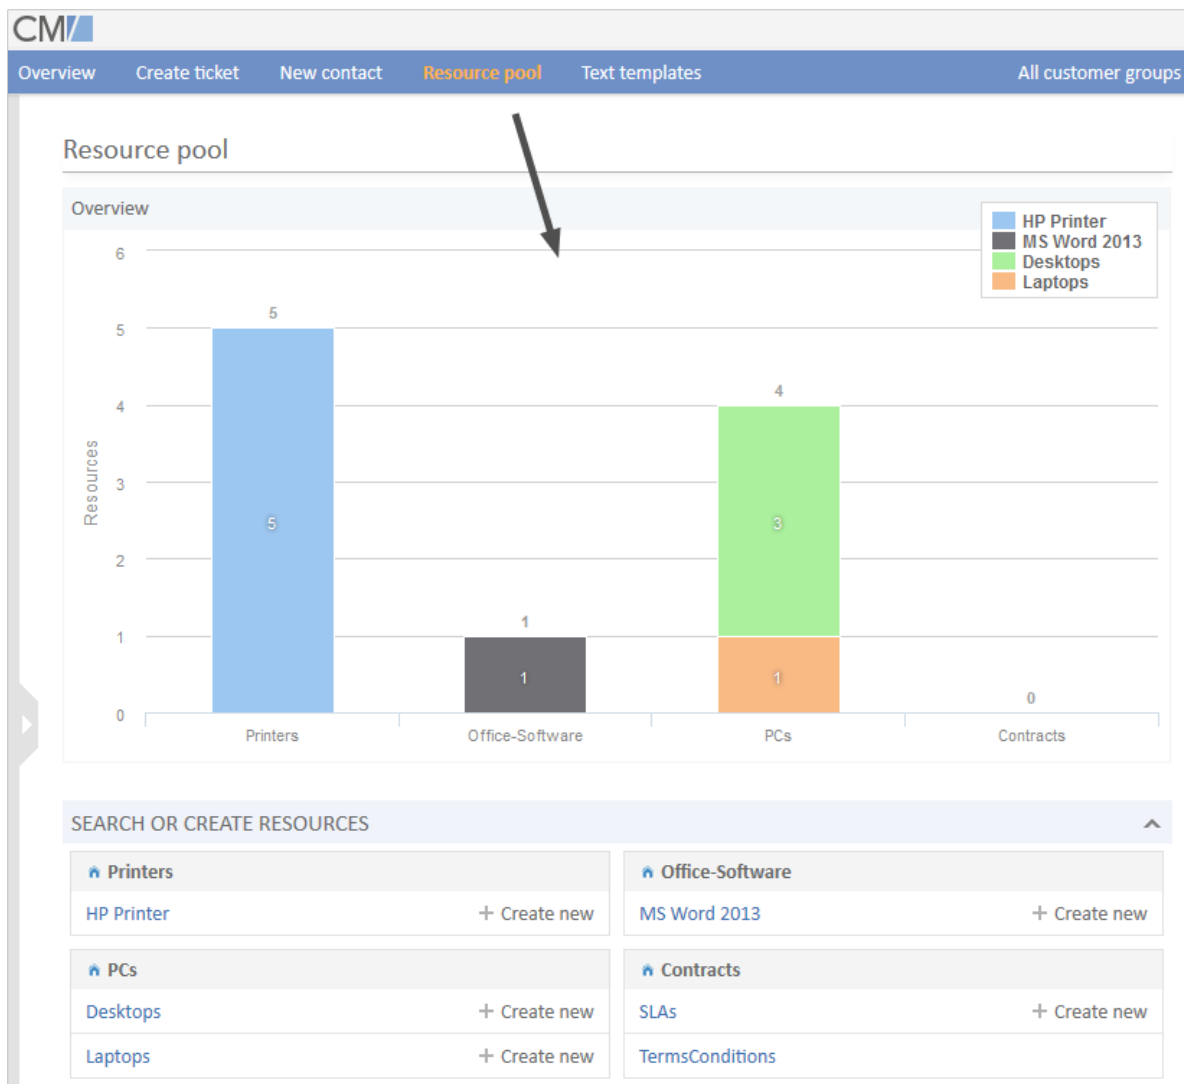 CM/
Overview Create ticket New contact Resource pool Text templates All customer groups
Resource pool
Overview
HP Printer
MS Word 2013
Desktops
Laptops
6
5
5
4
4
Resources
3
5
3
2
1
1
1
1
0
0
Printers Office-Software PCs Contracts
SEARCH OR CREATE RESOURCES
Printers Office-Software
HP Printer + Create new MS Word 2013 + Create new
PCs Contracts
Desktops + Create new SLAs + Create new
Laptops + Create new TermsConditions